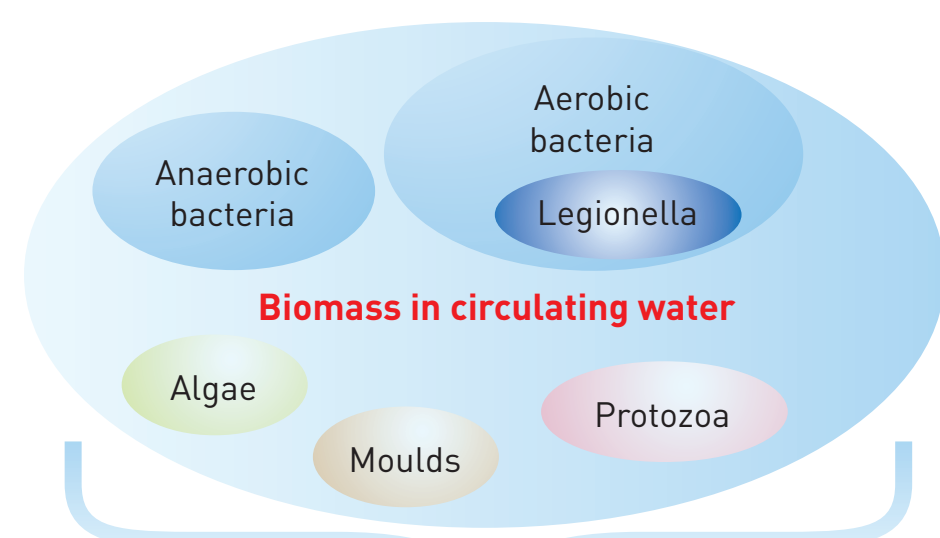 Aerobic
bacteria
Anaerobic
bacteria
Legionella
Biomass in circulating water
Algae
Protozoa
Moulds